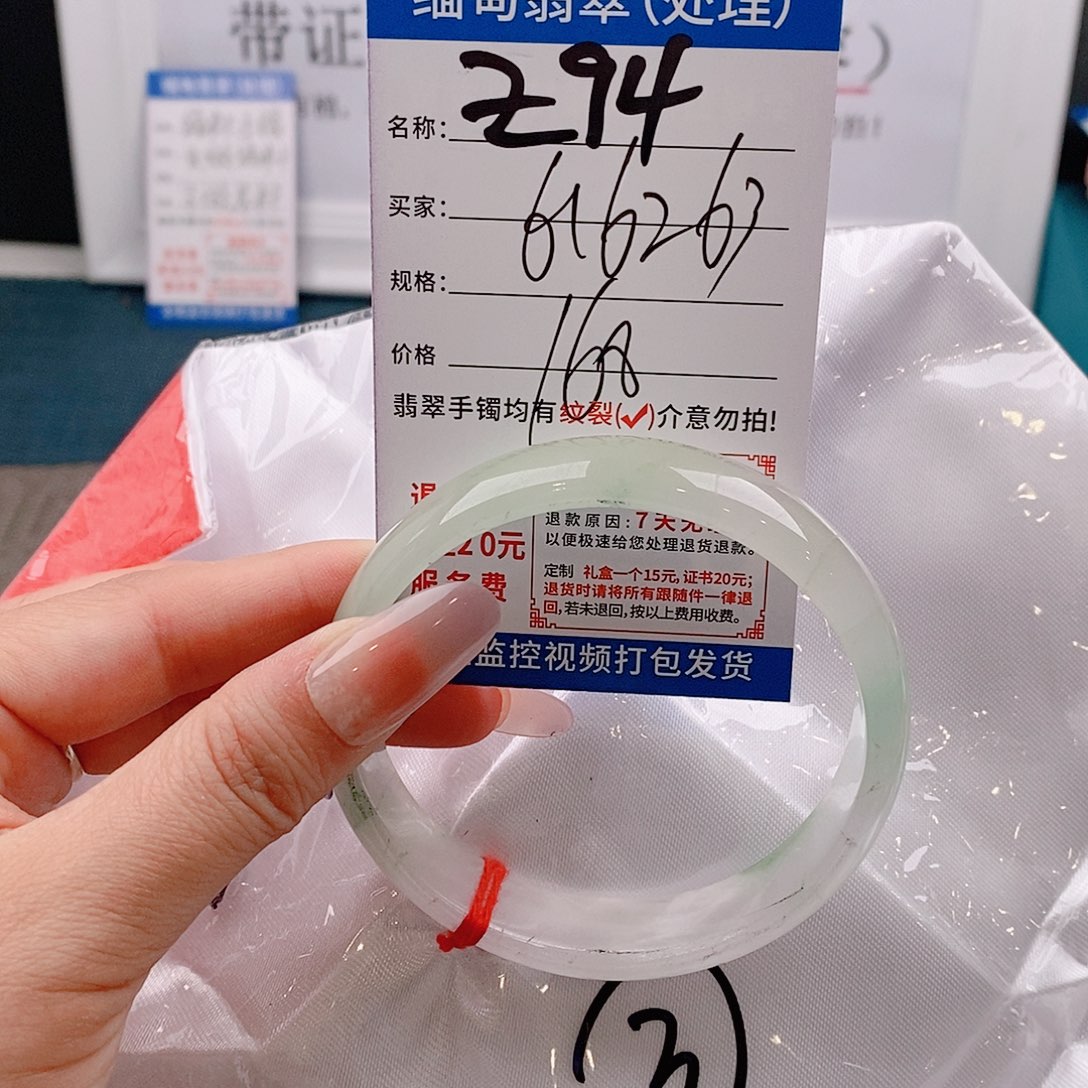 带证
)
缅甸翡翠(处理)
名称: Z94
买家: 61 62 63
规格:
价格 168
翡翠手镯均有纹裂(✓)介意勿拍!
退款原因:7天无
以便极速给您处理退货退款。
20元
服务费
定制 礼盒一个15元,证书20元;
退货时请将所有跟随件一律退
回,若未退回,按以上费用收费。
监控视频打包发货